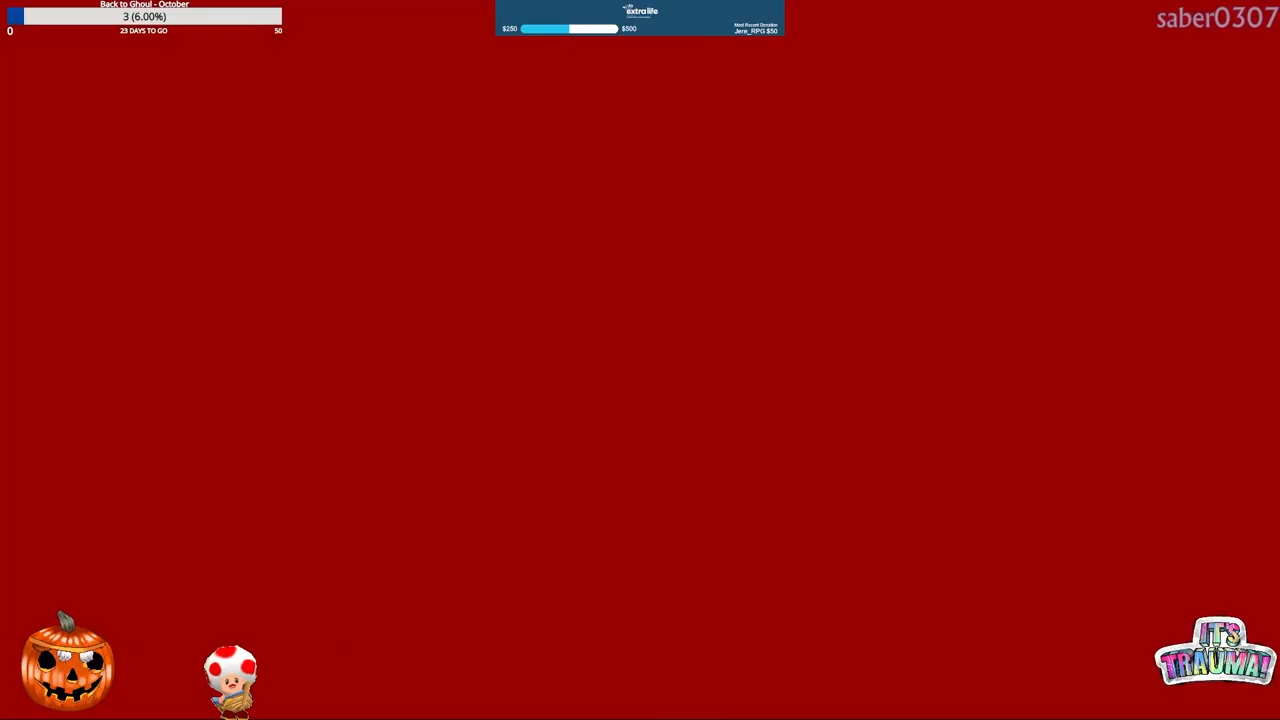 Back to Ghoul - October
3 (6.00%)
0
23 DAYS TO GO
50
extra life
$250
$500
Most Recent Donation
Jere_RPG $50
saber0307
IT'S
TRAUMA!